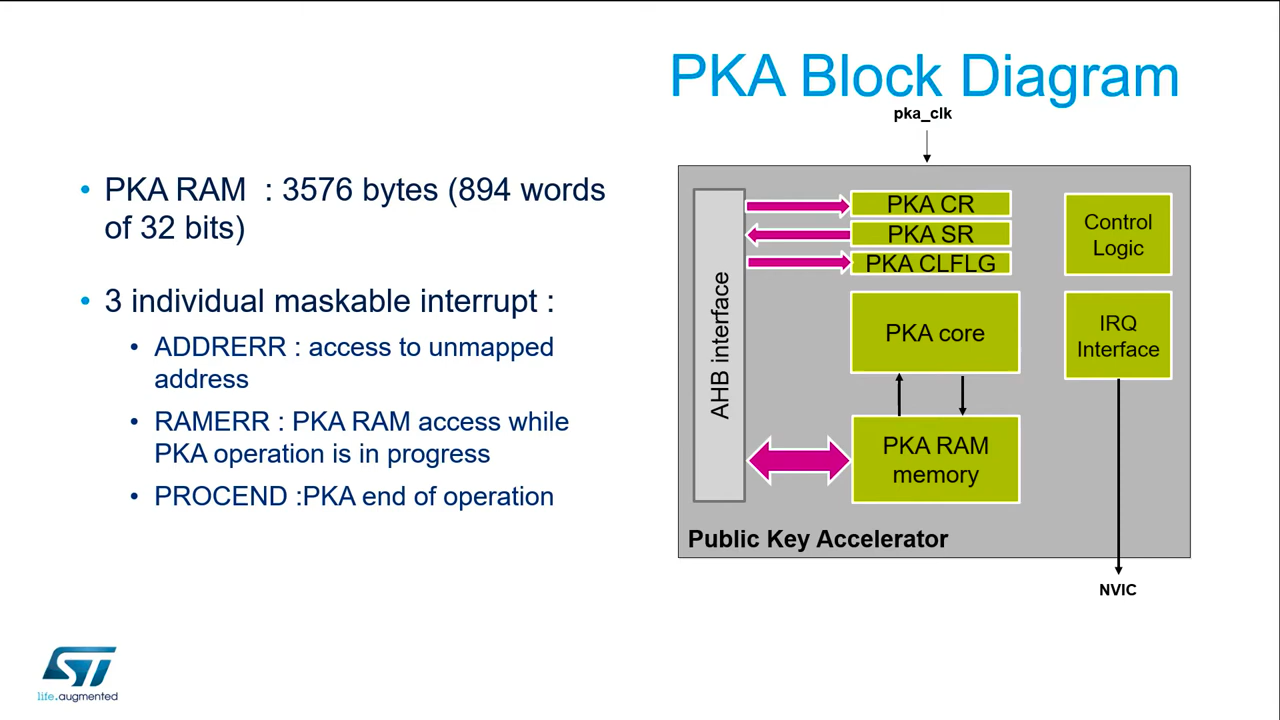 PKA Block Diagram
• PKA RAM : 3576 bytes (894 words
of 32 bits)
• 3 individual maskable interrupt :
• ADDRERR : access to unmapped
address
• RAMERR : PKA RAM access while
PKA operation is in progress
• PROCEND :PKA end of operation
pka_clk
AHB interface
PKA CR
PKA SR
PKA CLFLG
Control
Logic
PKA core
IRQ
Interface
PKA RAM
memory
Public Key Accelerator
NVIC
ST
life.augmented